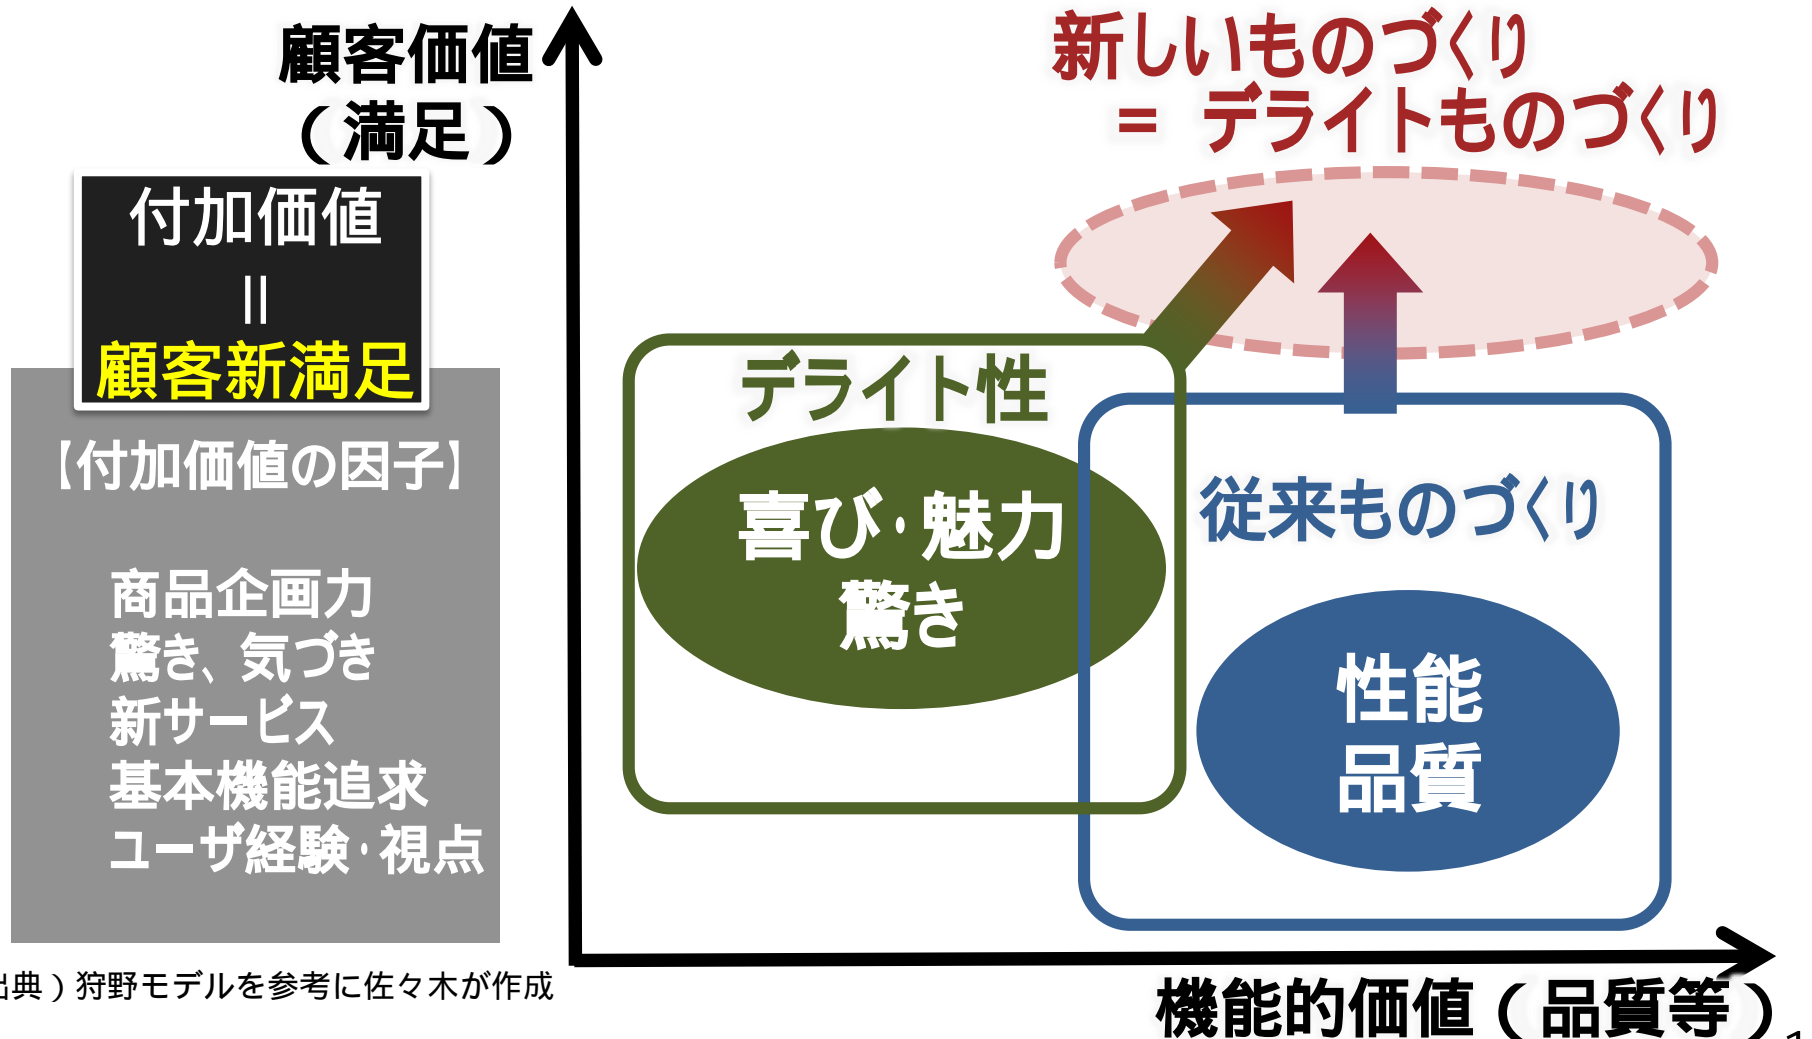 顧客価値
（満足）
新しいものづくり
= デライトものづくり
付加価値
=
顧客新満足
【付加価値の因子】
商品企画力
驚き、気づき
新サービス
基本機能追求
ユーザ経験・視点
デライト性
喜び・魅力
驚き
従来ものづくり
性能
品質
出典）狩野モデルを参考に佐々木が作成
機能的価値（品質等）